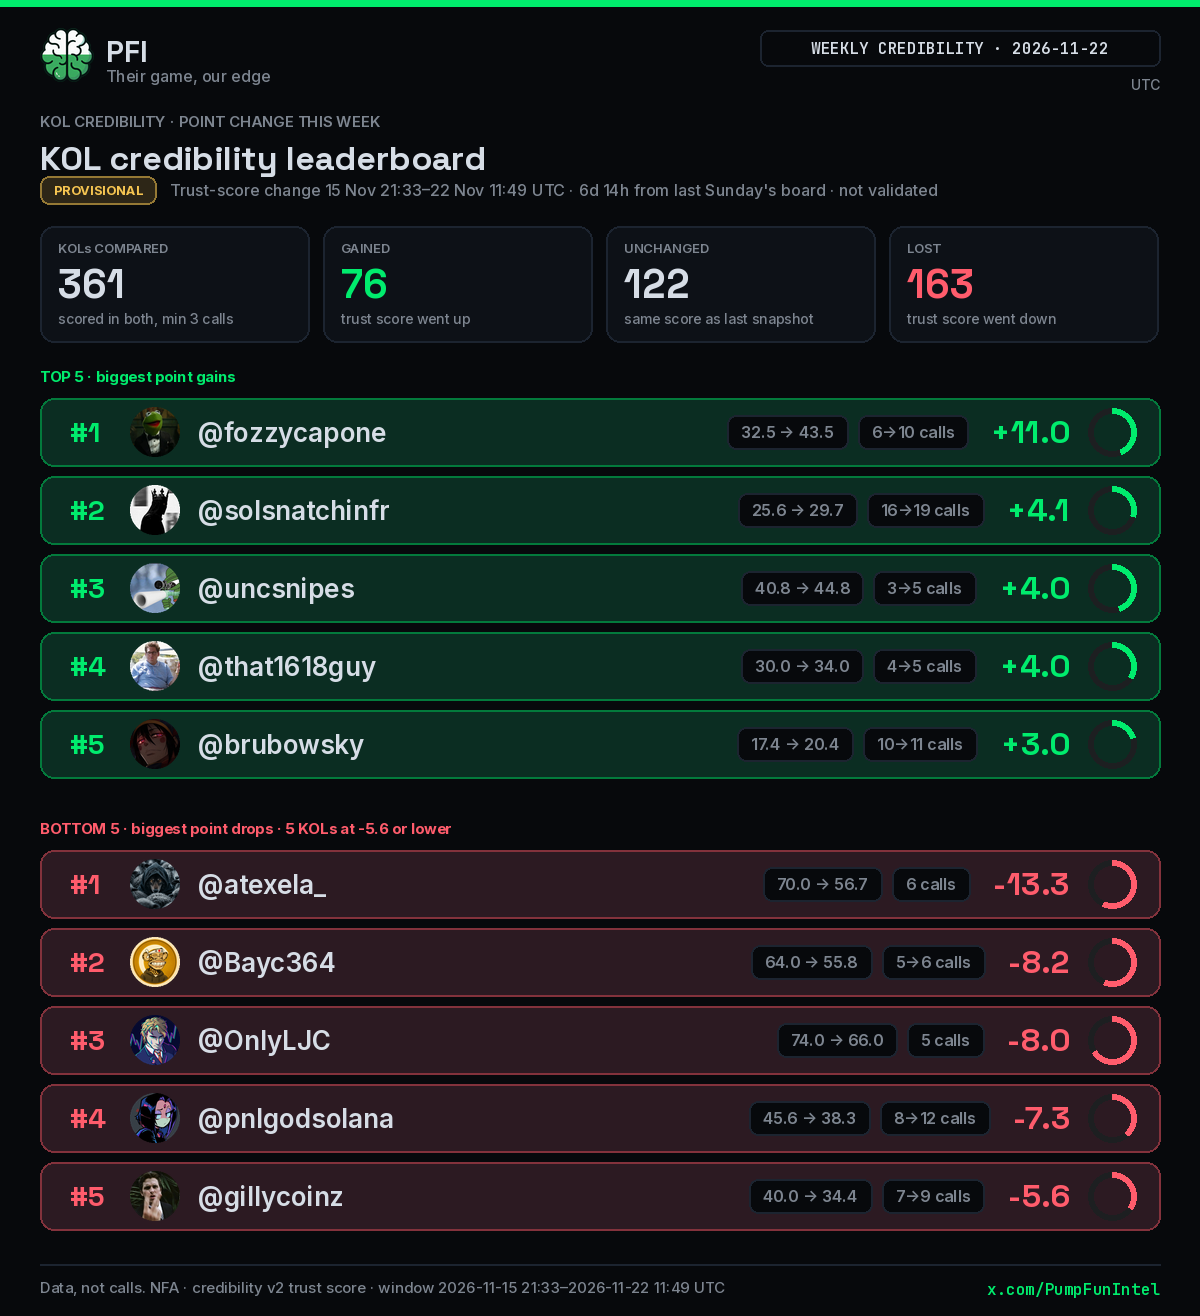 PFI
Their game, our edge
WEEKLY CREDIBILITY · 2026-11-22
UTC
KOL CREDIBILITY · POINT CHANGE THIS WEEK
KOL credibility leaderboard
PROVISIONAL Trust-score change 15 Nov 21:33–22 Nov 11:49 UTC · 6d 14h from last Sunday's board · not validated
KOLs COMPARED
361
scored in both, min 3 calls
GAINED
76
trust score went up
UNCHANGED
122
same score as last snapshot
LOST
163
trust score went down
TOP 5 · biggest point gains
#1 @fozzycapone 32.5 → 43.5 6→10 calls +11.0
#2 @solsnatchinfr 25.6 → 29.7 16→19 calls +4.1
#3 @uncsnipes 40.8 → 44.8 3→5 calls +4.0
#4 @that1618guy 30.0 → 34.0 4→5 calls +4.0
#5 @brubowsky 17.4 → 20.4 10→11 calls +3.0
BOTTOM 5 · biggest point drops · 5 KOLs at -5.6 or lower
#1 @atexela_ 70.0 → 56.7 6 calls -13.3
#2 @Bayc364 64.0 → 55.8 5→6 calls -8.2
#3 @OnlyLJC 74.0 → 66.0 5 calls -8.0
#4 @pnlgodsolana 45.6 → 38.3 8→12 calls -7.3
#5 @gillycoinz 40.0 → 34.4 7→9 calls -5.6
Data, not calls. NFA · credibility v2 trust score · window 2026-11-15 21:33–2026-11-22 11:49 UTC
x.com/PumpFunIntel